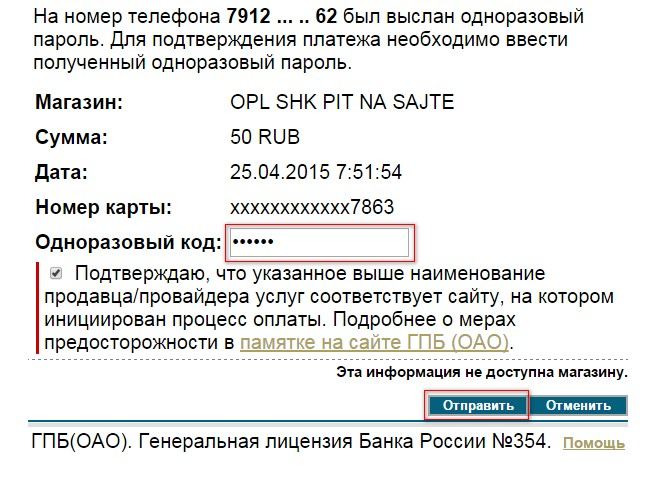 На номер телефона 7912 ... .. 62 был выслан одноразовый
пароль. Для подтверждения платежа необходимо ввести
полученный одноразовый пароль.
Магазин: OPL SHK PIT NA SAJTE
Сумма: 50 RUB
Дата: 25.04.2015 7:51:54
Номер карты: xxxxxxxxxxxx7863
Одноразовый код: ••••••
Подтверждаю, что указанное выше наименование
продавца/провайдера услуг соответствует сайту, на котором
инициирован процесс оплаты. Подробнее о мерах
предосторожности в памятке на сайте ГПБ (ОАО).
Эта информация не доступна магазину.
Отправить Отменить
ГПБ(ОАО). Генеральная лицензия Банка России №354. Помощь